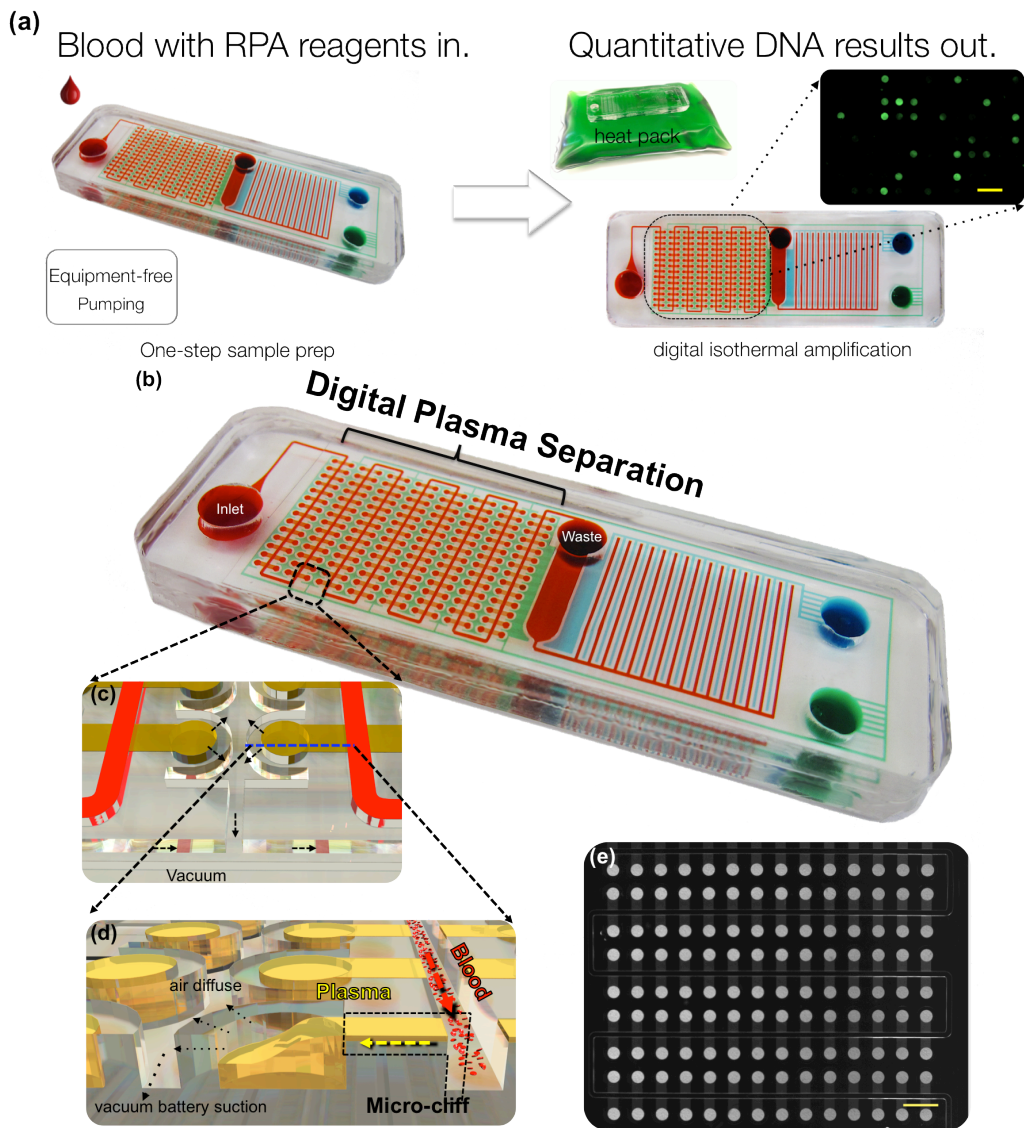 (a)
Blood with RPA reagents in.
Quantitative DNA results out.
heat pack
Equipment-free
Pumping
One-step sample prep
digital isothermal amplification
(b)
Digital Plasma Separation
Inlet
Waste
(c)
Vacuum
(d)
Blood
air diffuse
Plasma
vacuum battery suction
Micro-cliff
(e)